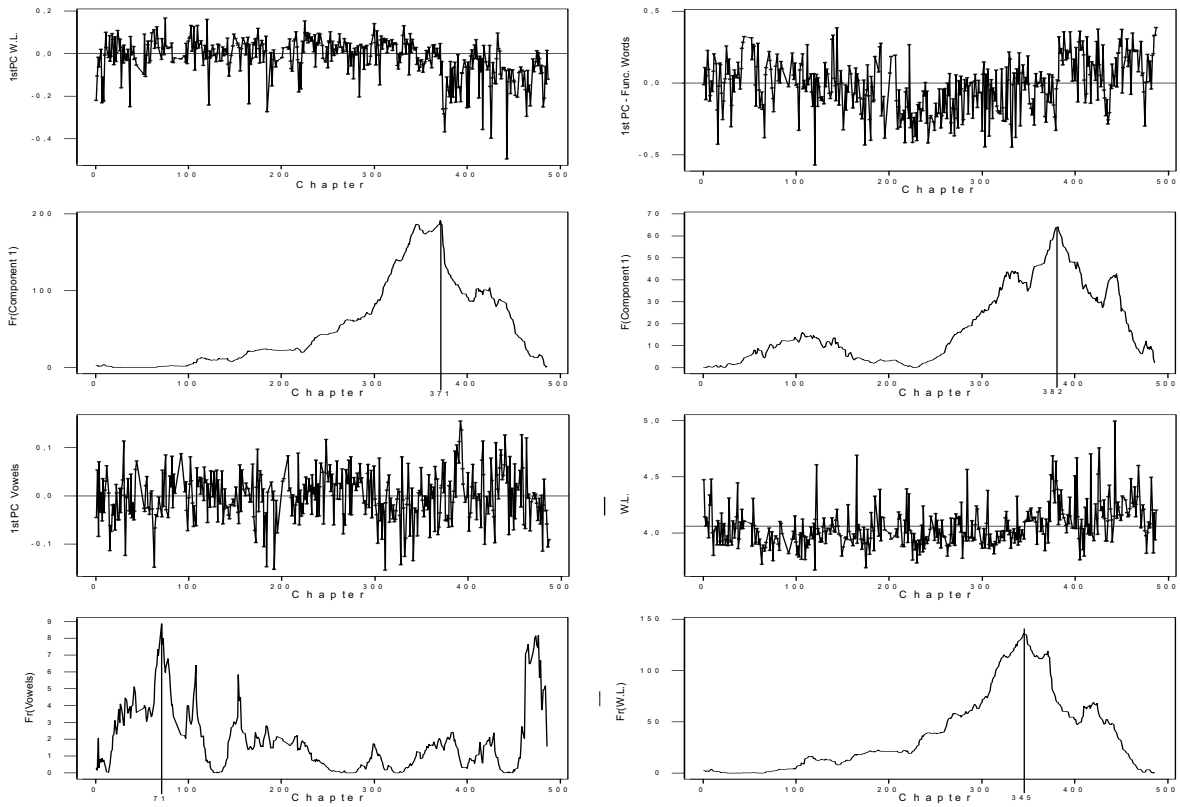 1stPC W.L.
0,2
0,0
-0,2
-0,4
0 100 200 300 400 500
Chapter
1st PC - Func. Words
0,5
0,0
-0,5
0 100 200 300 400 500
Chapter
Fr(Component 1)
200
100
0
0 100 200 300 400 500
371
Chapter
F(Component 1)
70
60
50
40
30
20
10
0
0 100 200 300 400 500
382
Chapter
1st PC Vowels
0,1
0,0
-0,1
0 100 200 300 400 500
Chapter
W.L.
5,0
4,5
4,0
0 100 200 300 400 500
Chapter
Fr(Vowels)
9
8
7
6
5
4
3
2
1
0
0 100 200 300 400 500
71
Chapter
Fr(W.L.)
150
100
50
0
0 100 200 300 400 500
345
Chapter